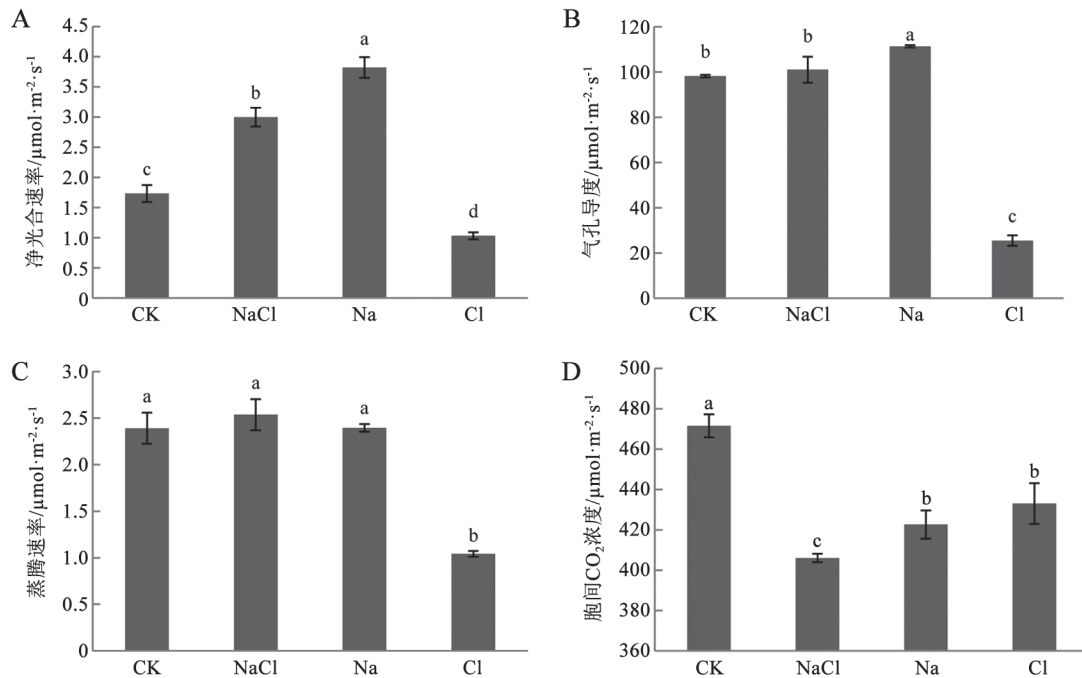 A
净光合速率/μmol·m⁻²·s⁻¹
4.5
4.0
3.5
3.0
2.5
2.0
1.5
1.0
0.5
0
c
b
a
d
CK NaCl Na Cl
B
气孔导度/μmol·m⁻²·s⁻¹
120
100
80
60
40
20
0
b
b
a
c
CK NaCl Na Cl
C
蒸腾速率/μmol·m⁻²·s⁻¹
3.0
2.5
2.0
1.5
1.0
0.5
0
a
a
a
b
CK NaCl Na Cl
D
胞间CO₂浓度/μmol·m⁻²·s⁻¹
500
480
460
440
420
400
380
360
a
c
b
b
CK NaCl Na Cl